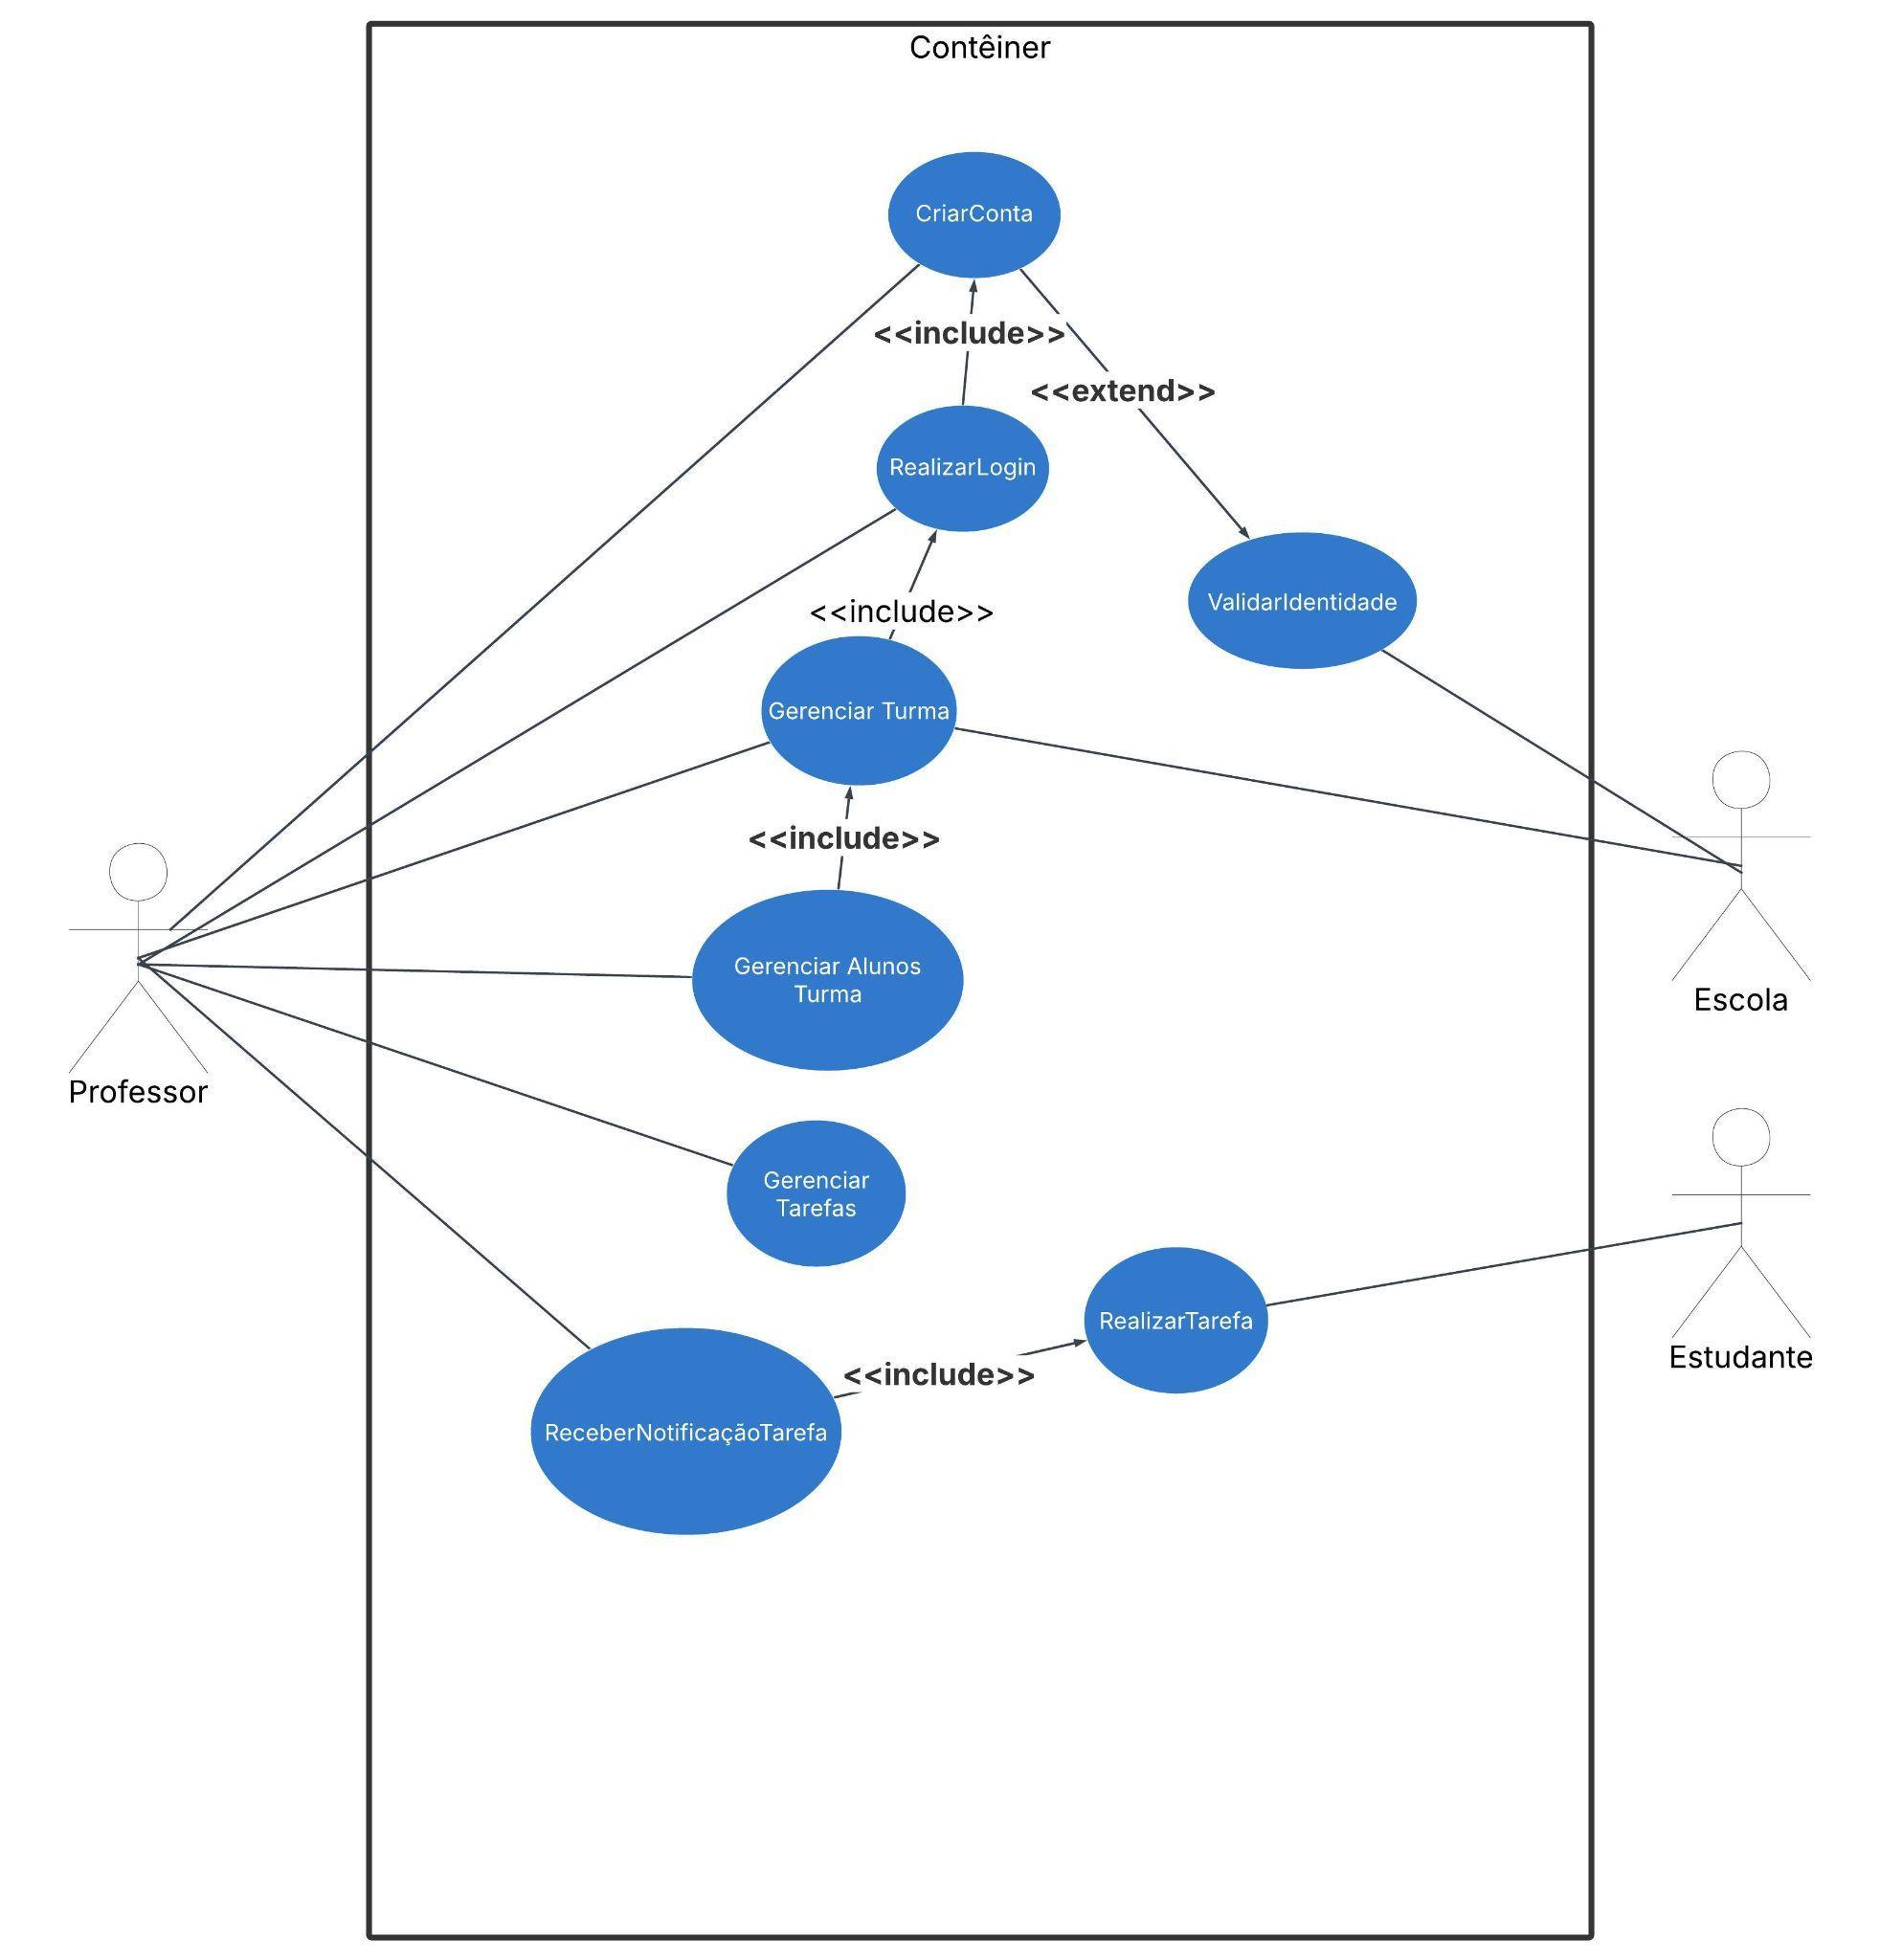 Contêiner
CriarConta
<<include>>
<<extend>>
RealizarLogin
ValidarIdentidade
<<include>>
Gerenciar Turma
<<include>>
Gerenciar Alunos
Turma
Escola
Professor
Gerenciar
Tarefas
RealizarTarefa
Estudante
<<include>>
ReceberNotificaçãoTarefa